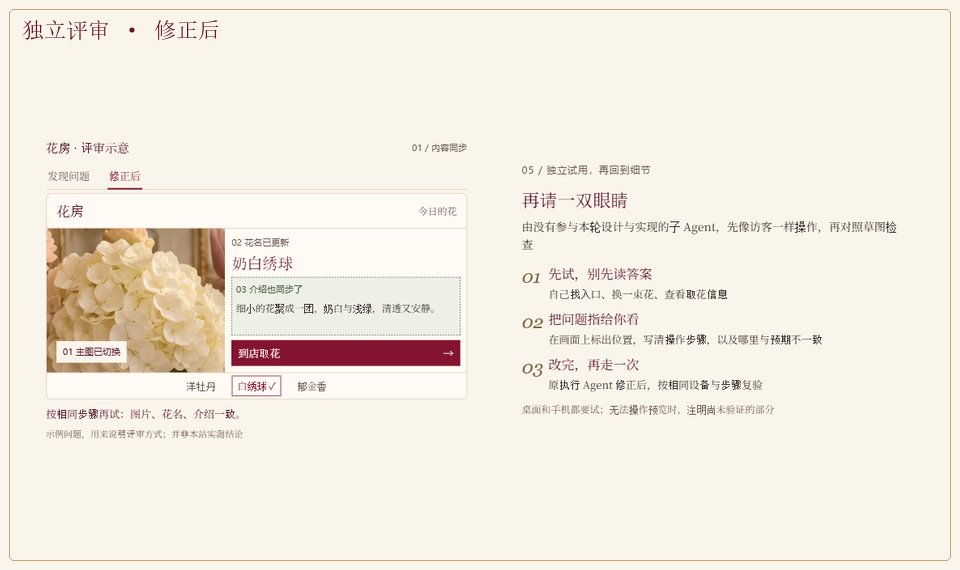 独立评审 • 修正后
花房 · 评审示意
01 / 内容同步
发现问题
修正后
花房
今日的花
01 主图已切换
02 花名已更新
奶白绣球
03 介绍也同步了
细小的花聚成一团，奶白与浅绿，清透又安静。
到店取花 →
洋牡丹
白绣球 ✓
郁金香
按相同步骤再试：图片、花名、介绍一致。
示例问题，用来说明评审方式；并非本站实测结论
05 / 独立试用，再回到细节
再请一双眼睛
由没有参与本轮设计与实现的子 Agent，先像访客一样操作，再对照草图检
查
01 先试，别先读答案
自己找入口、换一束花、查看取花信息
02 把问题指给你看
在画面上标出位置，写清操作步骤，以及哪里与预期不一致
03 改完，再走一次
原执行 Agent 修正后，按相同设备与步骤复验
桌面和手机都要试；无法操作预览时，注明尚未验证的部分